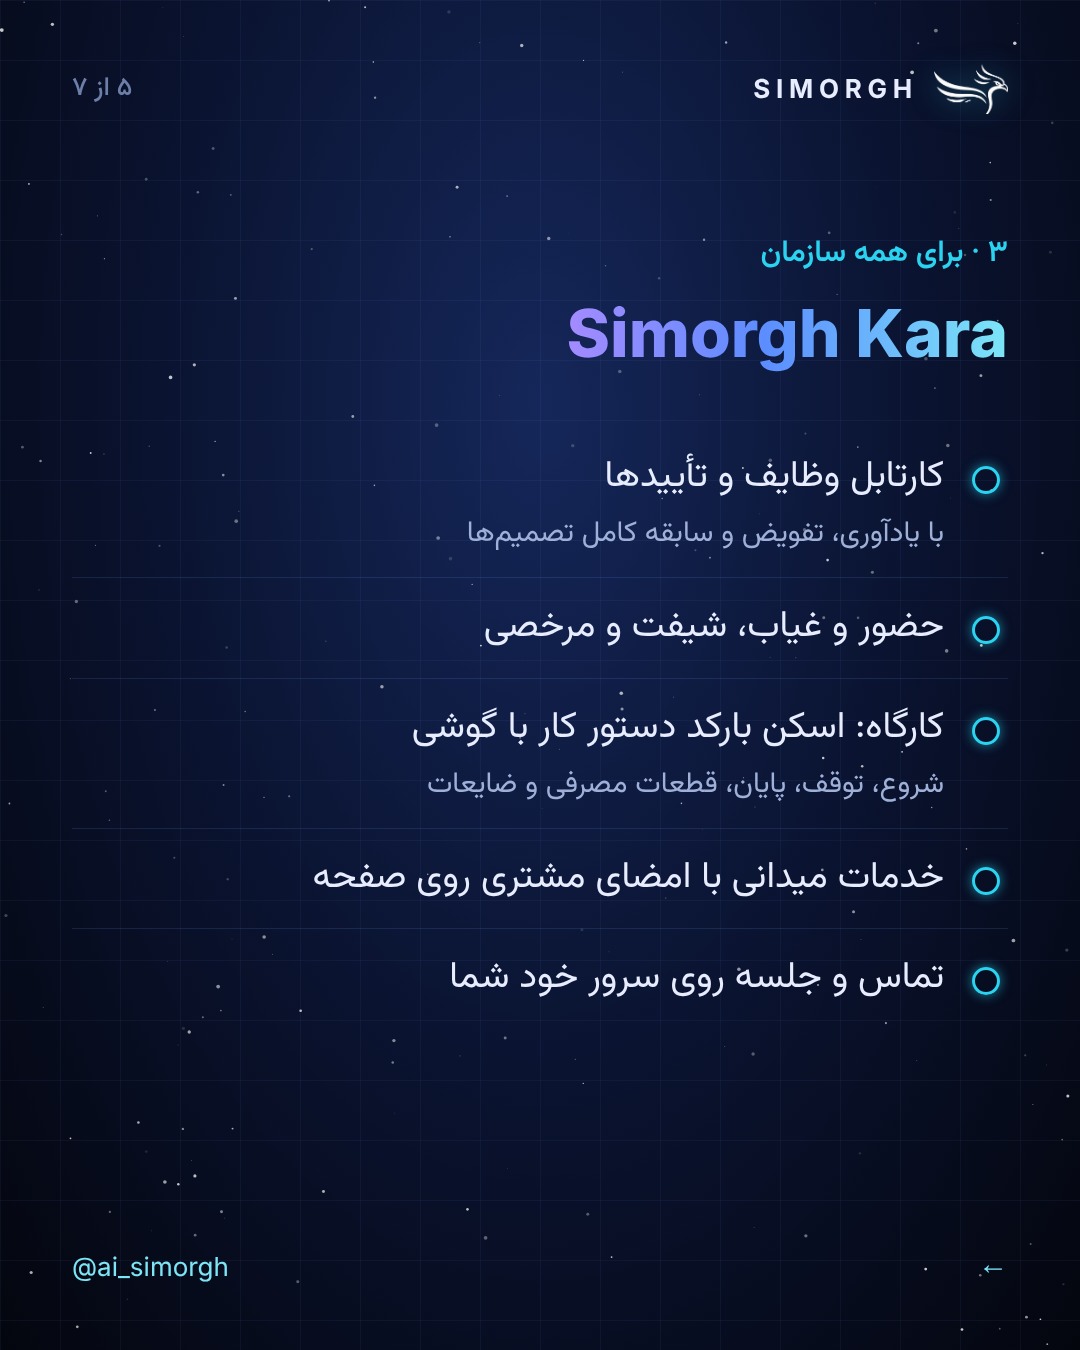 SIMORGH
۵ از ۷
۳ · برای همه سازمان
Simorgh Kara
کارتابل وظایف و تأییدها
با یادآوری، تفویض و سابقه کامل تصمیم‌ها
حضور و غیاب، شیفت و مرخصی
کارگاه: اسکن بارکد دستور کار با گوشی
شروع، توقف، پایان، قطعات مصرفی و ضایعات
خدمات میدانی با امضای مشتری روی صفحه
تماس و جلسه روی سرور خود شما
←
@ai_simorgh